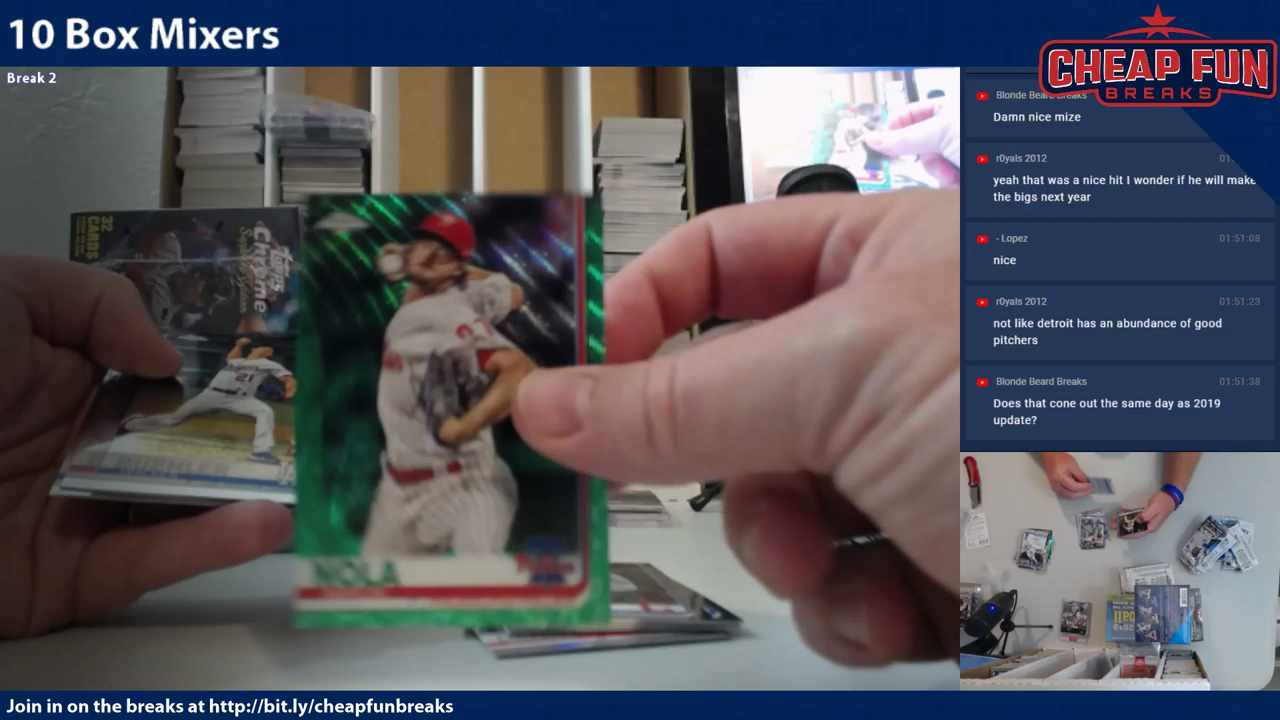 10 Box Mixers
CHEAP FUN
BREAKS
Break 2
Blonde Beard Breaks
Damn nice mize
r0yals 2012
yeah that was a nice hit I wonder if he will make
the bigs next year
- Lopez 01:51:08
nice
r0yals 2012 01:51:23
not like detroit has an abundance of good
pitchers
Blonde Beard Breaks 01:51:38
Does that cone out the same day as 2019
update?
32
CARDS
Topps
Chrome
21
NOLA
Join in on the breaks at http://bit.ly/cheapfunbreaks